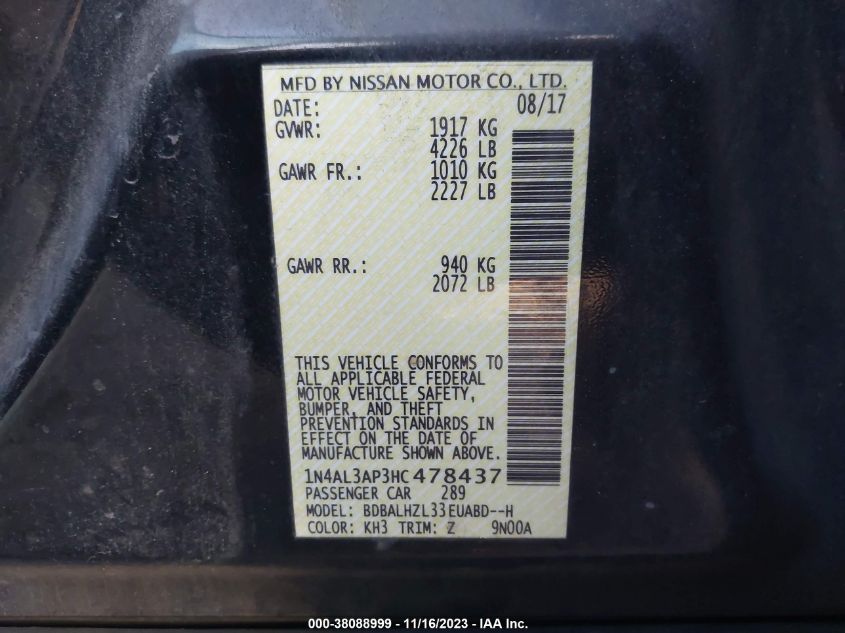 MFD BY NISSAN MOTOR CO., LTD.
DATE: 08/17
GVWR: 1917 KG
4226 LB
GAWR FR.: 1010 KG
2227 LB
GAWR RR.: 940 KG
2072 LB
THIS VEHICLE CONFORMS TO
ALL APPLICABLE FEDERAL
MOTOR VEHICLE SAFETY,
BUMPER, AND THEFT
PREVENTION STANDARDS IN
EFFECT ON THE DATE OF
MANUFACTURE SHOWN ABOVE.
1N4AL3AP3HC478437
PASSENGER CAR 289
MODEL: BDBALHZL33EUABD--H
COLOR: KH3 TRIM: Z 9N00A
000-38088999 - 11/16/2023 - IAA Inc.